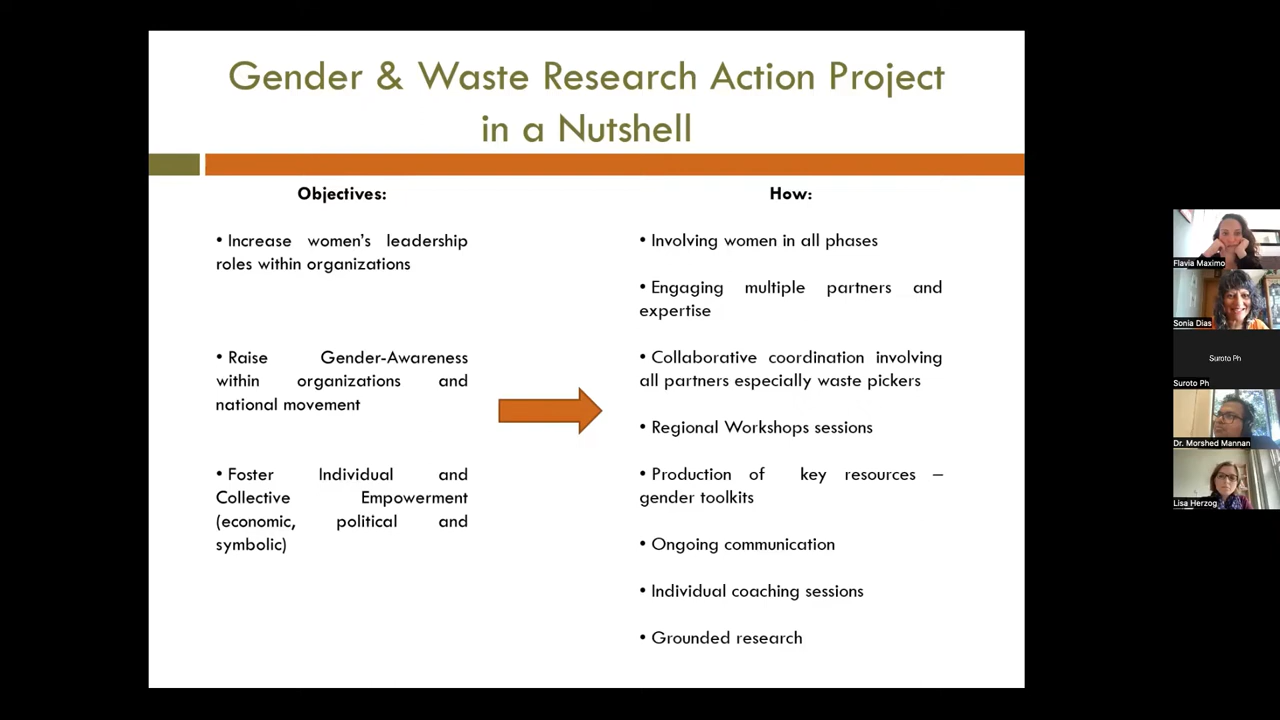 Gender & Waste Research Action Project
in a Nutshell
Objectives:
• Increase women's leadership
roles within organizations
• Raise Gender-Awareness
within organizations and
national movement
• Foster Individual and
Collective Empowerment
(economic, political and
symbolic)
How:
• Involving women in all phases
• Engaging multiple partners and
expertise
• Collaborative coordination involving
all partners especially waste pickers
• Regional Workshops sessions
• Production of key resources –
gender toolkits
• Ongoing communication
• Individual coaching sessions
• Grounded research
Flavia Maximo
Sonia Dias
Suroto Ph
Suroto Ph
Dr. Morshed Mannan
Lisa Herzog